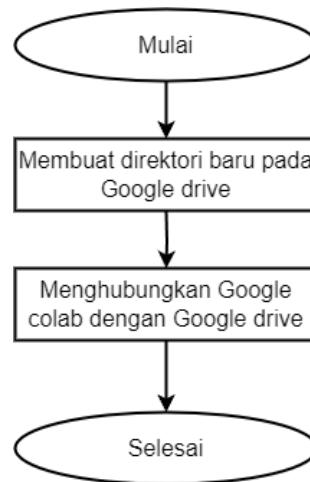 Mulai
Membuat direktori baru pada
Google drive
Menghubungkan Google
colab dengan Google drive
Selesai